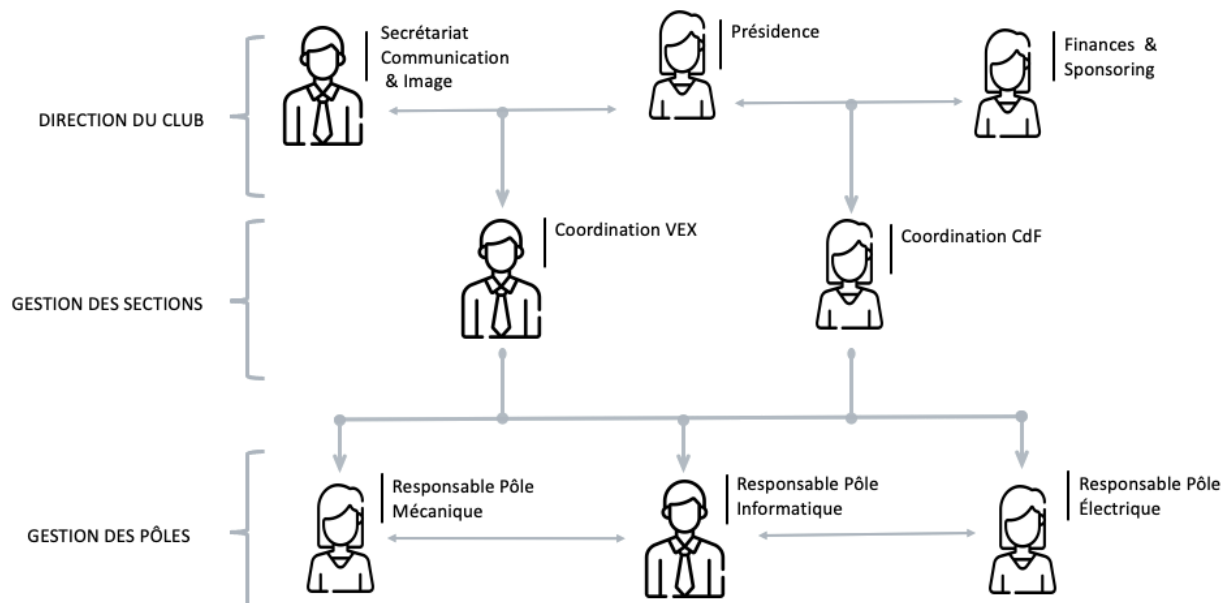 Secrétariat
Communication
& Image
Présidence
Finances &
Sponsoring
DIRECTION DU CLUB
Coordination VEX
Coordination CdF
GESTION DES SECTIONS
Responsable Pôle
Mécanique
Responsable Pôle
Informatique
Responsable Pôle
Électrique
GESTION DES PÔLES